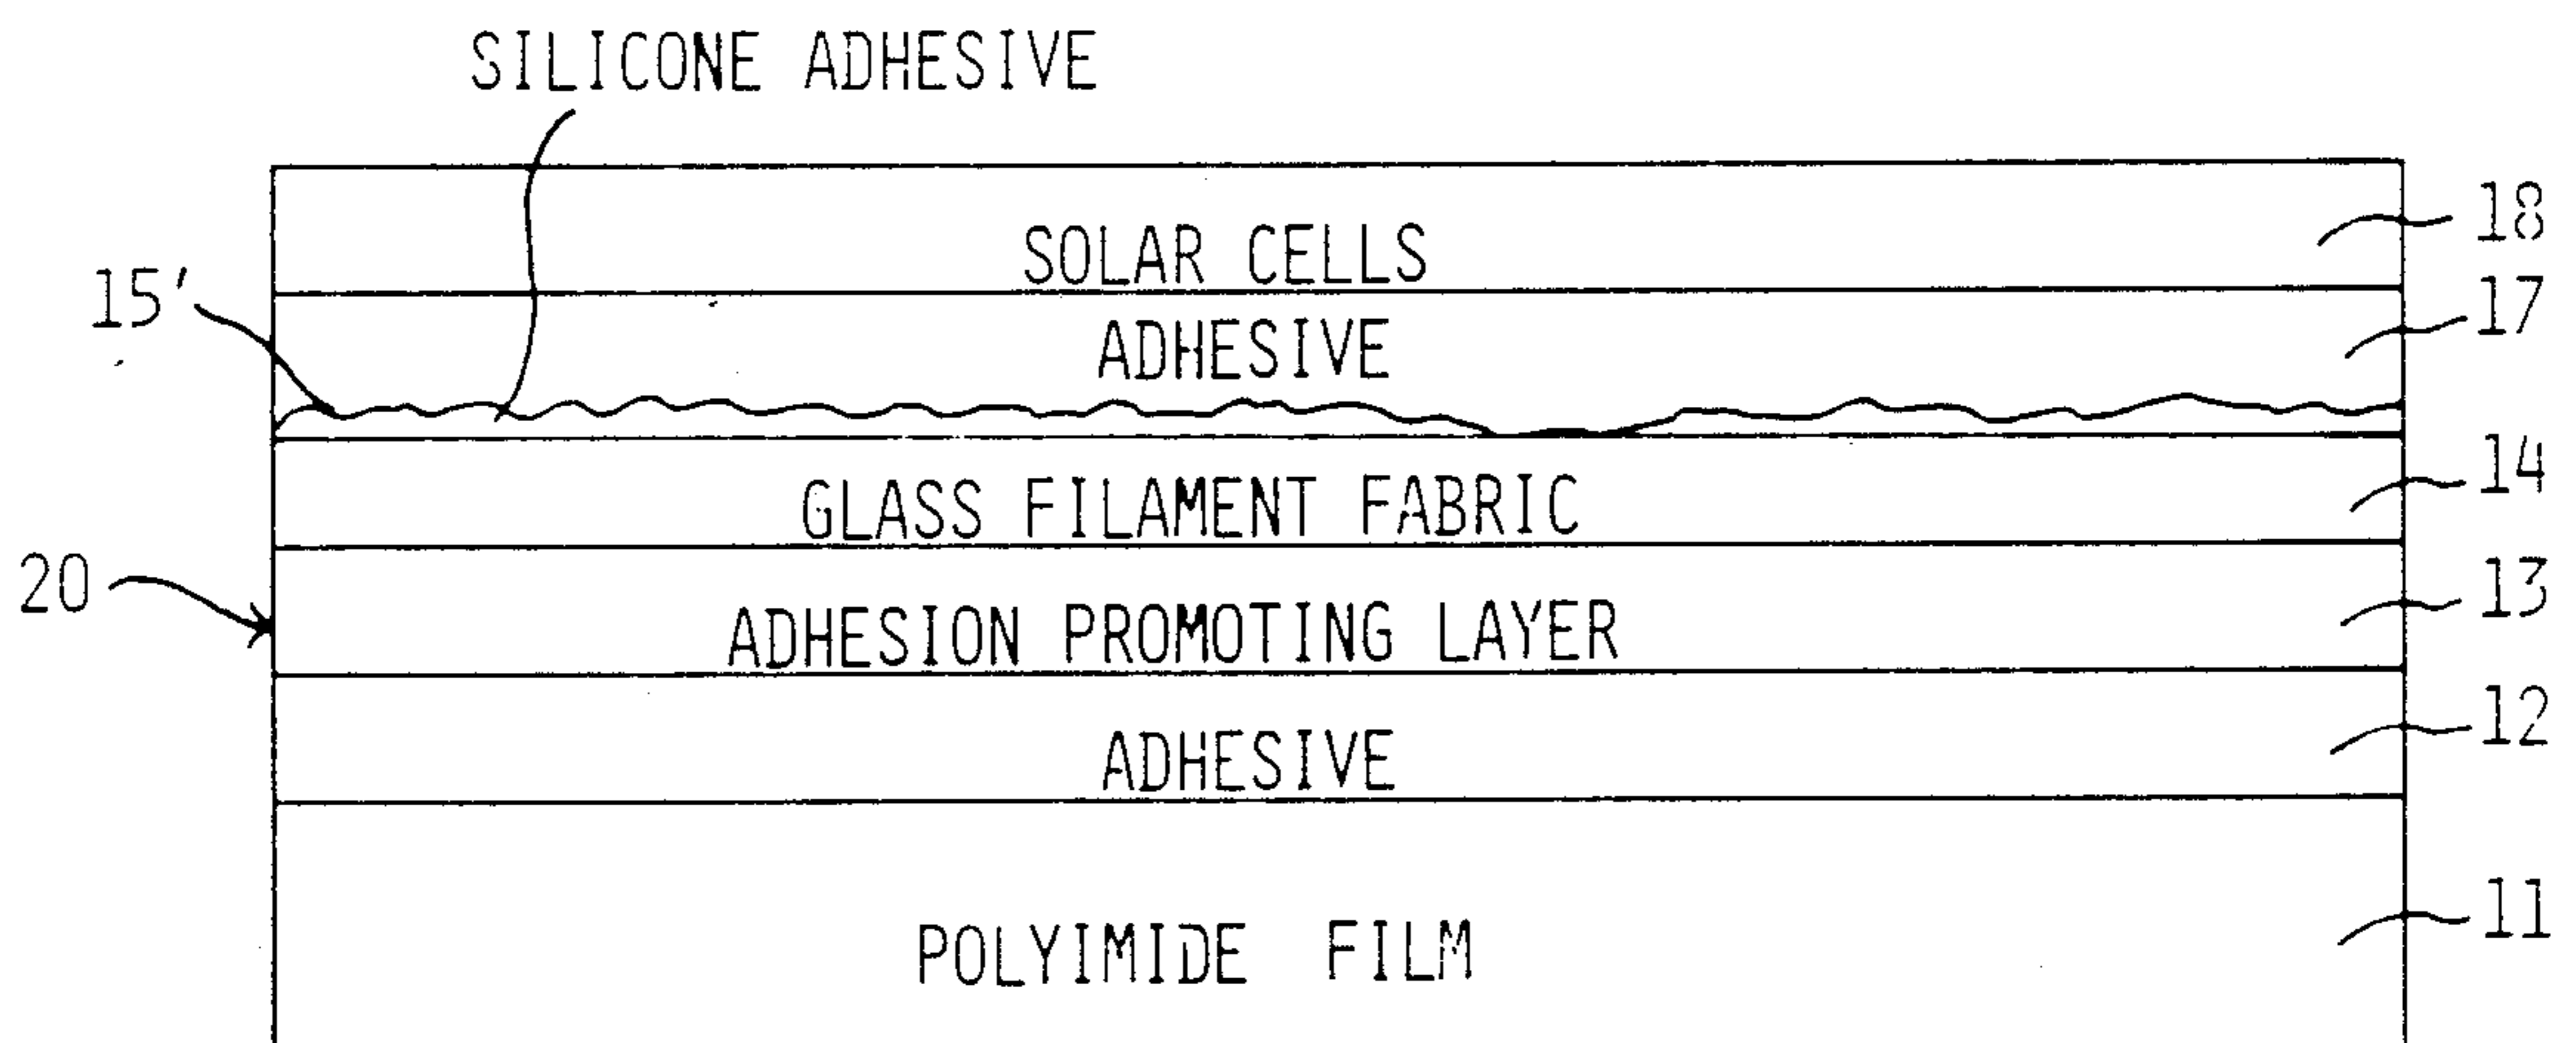 SILICONE ADHESIVE
SOLAR CELLS
18
15'
ADHESIVE
17
GLASS FILAMENT FABRIC
14
20
ADHESION PROMOTING LAYER
13
ADHESIVE
12
POLYIMIDE FILM
11